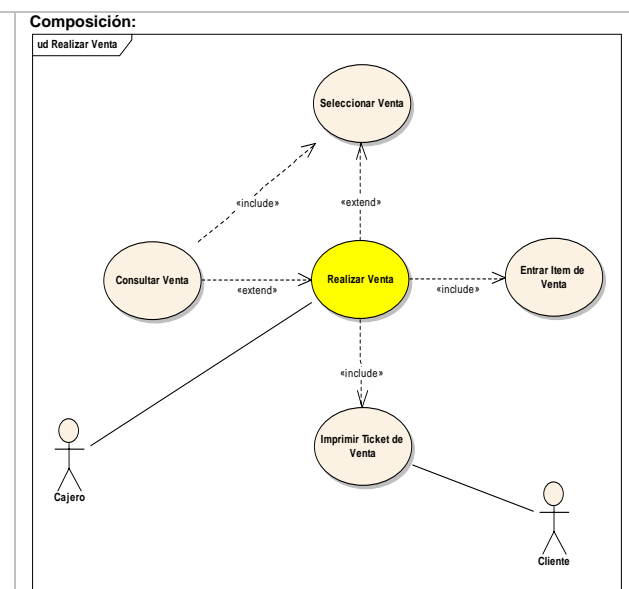 Composición:
ud Realizar Venta
Seleccionar Venta
«include»
«extend»
Consultar Venta
«extend»
Realizar Venta
«include»
Entrar Item de
Venta
«include»
Imprimir Ticket de
Venta
Cajero
Cliente